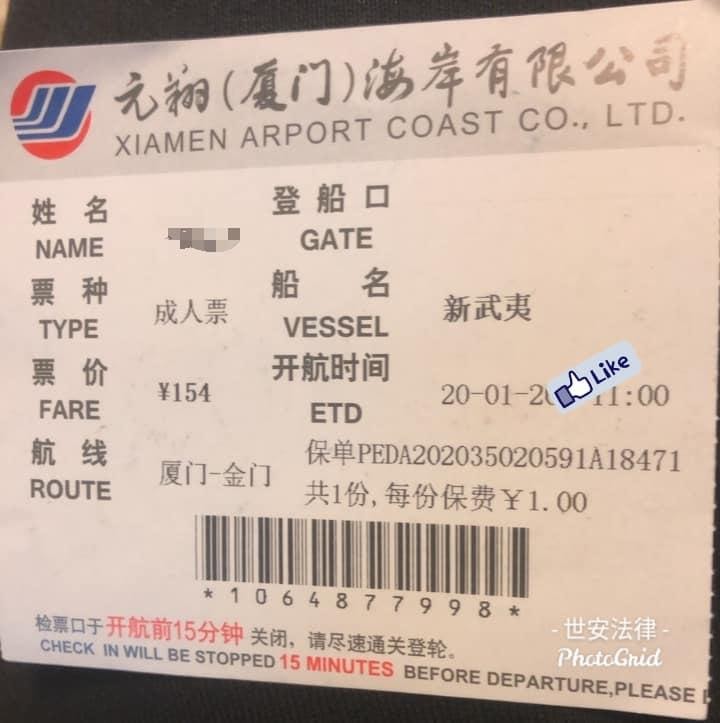 元翔(厦门)海岸有限公司
XIAMEN ARPORT COAST CO., LTD.
姓 名
NAME
登 船 口
GATE
票 种
TYPE
成人票
船 名
VESSEL
新武夷
票 价
FARE
¥154
开航时间
ETD
20-01-2 11:00
Like
航 线
ROUTE
厦门-金门
保单PEDA202035020591A18471
共1份,每份保费¥1.00
*1064877998*
检票口于开航前15分钟 关闭，请尽速通关登轮。
CHECK IN WILL BE STOPPED 15 MINUTES BEFORE DEPARTURE,PLEASE
- 世安法律 -
PhotoGrid